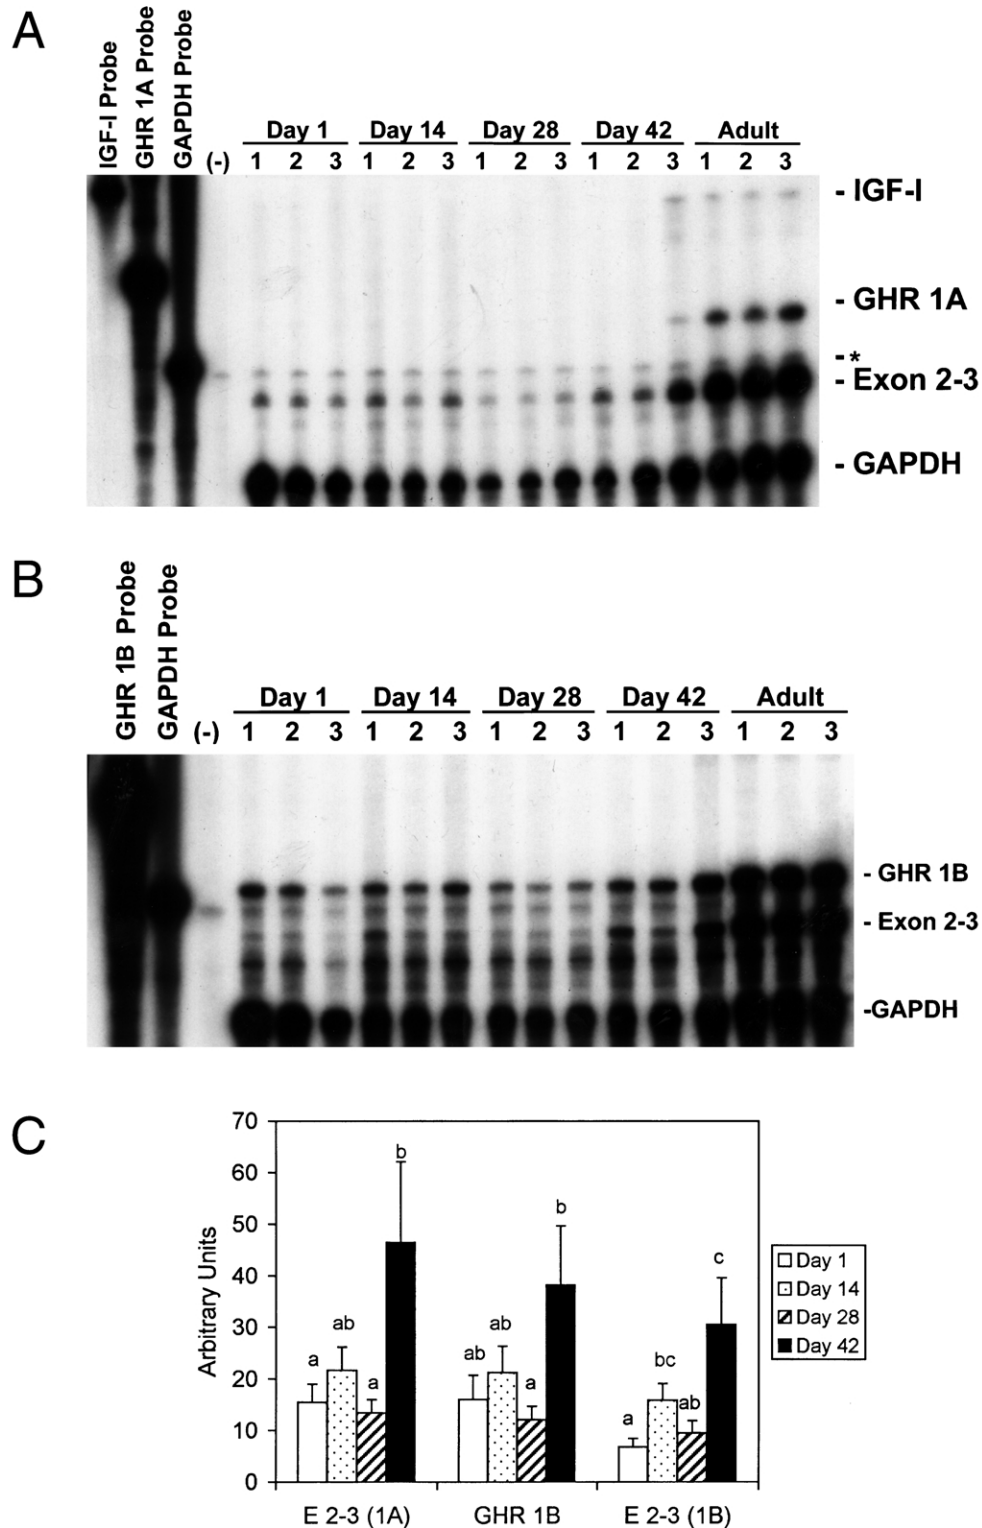 A
IGF-I Probe
GHR 1A Probe
GAPDH Probe
(-)
Day 1 Day 14 Day 28 Day 42 Adult
1 2 3 1 2 3 1 2 3 1 2 3 1 2 3
- IGF-I
- GHR 1A
- *
- Exon 2-3
- GAPDH
B
GHR 1B Probe
GAPDH Probe
(-)
Day 1 Day 14 Day 28 Day 42 Adult
1 2 3 1 2 3 1 2 3 1 2 3 1 2 3
- GHR 1B
- Exon 2-3
-GAPDH
C
Arbitrary Units
70
60
50
40
30
20
10
0
a ab a b
ab ab a b
a bc ab c
E 2-3 (1A) GHR 1B E 2-3 (1B)
Day 1
Day 14
Day 28
Day 42